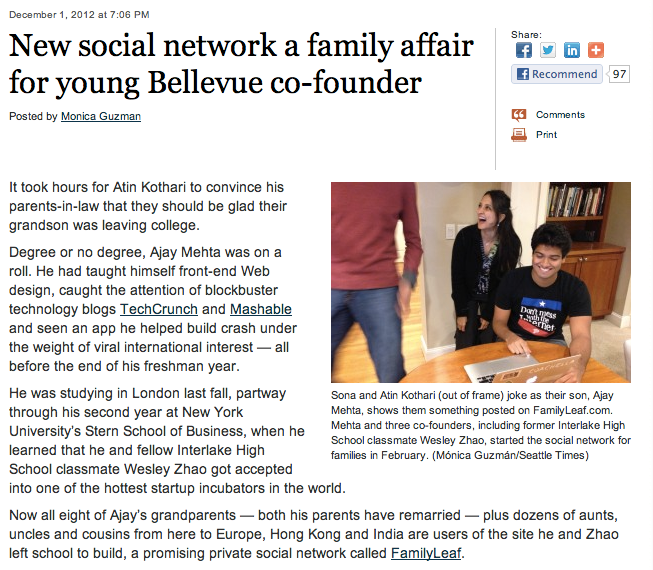 December 1, 2012 at 7:06 PM
New social network a family affair
for young Bellevue co-founder
Posted by Monica Guzman
Share:
Recommend
97
Comments
Print
It took hours for Atin Kothari to convince his
parents-in-law that they should be glad their
grandson was leaving college.
Degree or no degree, Ajay Mehta was on a
roll. He had taught himself front-end Web
design, caught the attention of blockbuster
technology blogs TechCrunch and Mashable
and seen an app he helped build crash under
the weight of viral international interest — all
before the end of his freshman year.
He was studying in London last fall, partway
through his second year at New York
University's Stern School of Business, when he
learned that he and fellow Interlake High
School classmate Wesley Zhao got accepted
into one of the hottest startup incubators in the world.
Don't mess
with the
Internet
Sona and Atin Kothari (out of frame) joke as their son, Ajay
Mehta, shows them something posted on FamilyLeaf.com.
Mehta and three co-founders, including former Interlake High
School classmate Wesley Zhao, started the social network for
families in February. (Mónica Guzmán/Seattle Times)
Now all eight of Ajay's grandparents — both his parents have remarried — plus dozens of aunts,
uncles and cousins from here to Europe, Hong Kong and India are users of the site he and Zhao
left school to build, a promising private social network called FamilyLeaf.